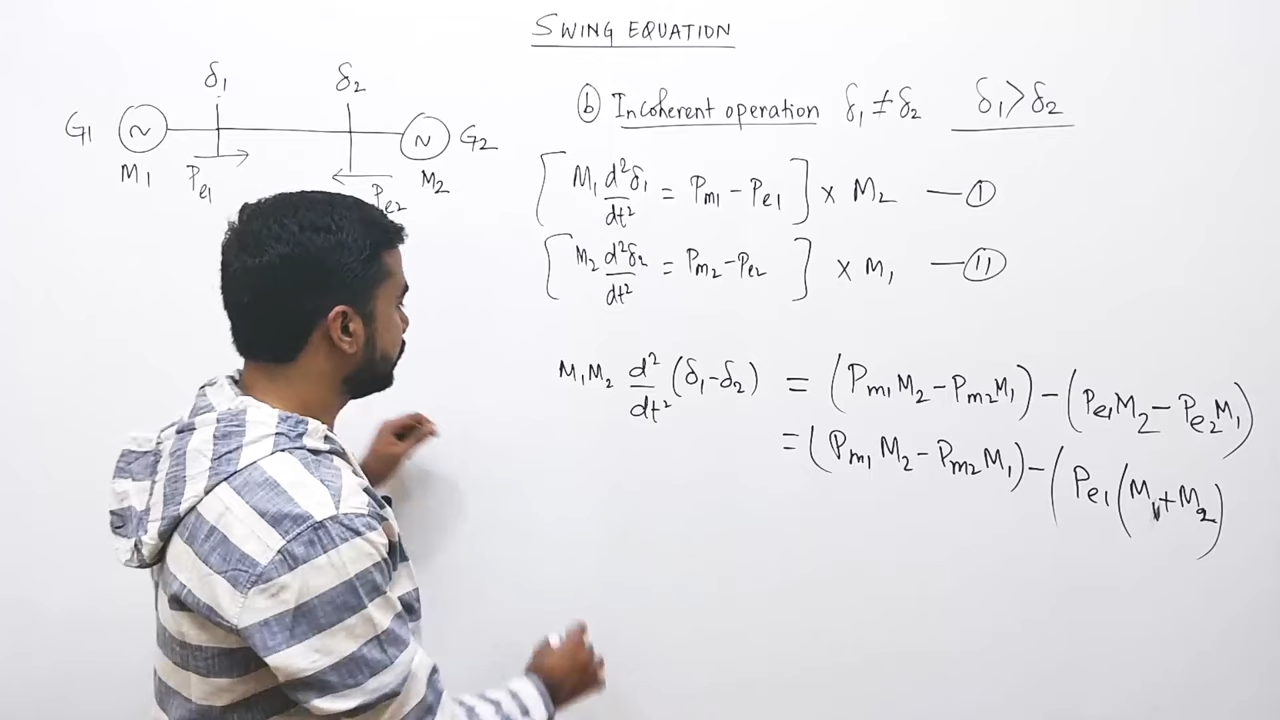 SWING EQUATION
δ₁ δ₂
G₁ ~ ~ G₂
M₁ Pe₁ Pe₂ M₂
ⓑ Incoherent operation δ₁ ≠ δ₂ δ₁ > δ₂
[M₁ d²δ₁/dt² = Pm₁ − Pe₁] × M₂ — Ⓘ
[M₂ d²δ₂/dt² = Pm₂ − Pe₂] × M₁ — (II)
M₁M₂ d²/dt² (δ₁−δ₂) = (Pm₁M₂ − Pm₂M₁) − (Pe₁M₂ − Pe₂M₁)
= (Pm₁M₂ − Pm₂M₁) − (Pe₁(M₁+M₂)